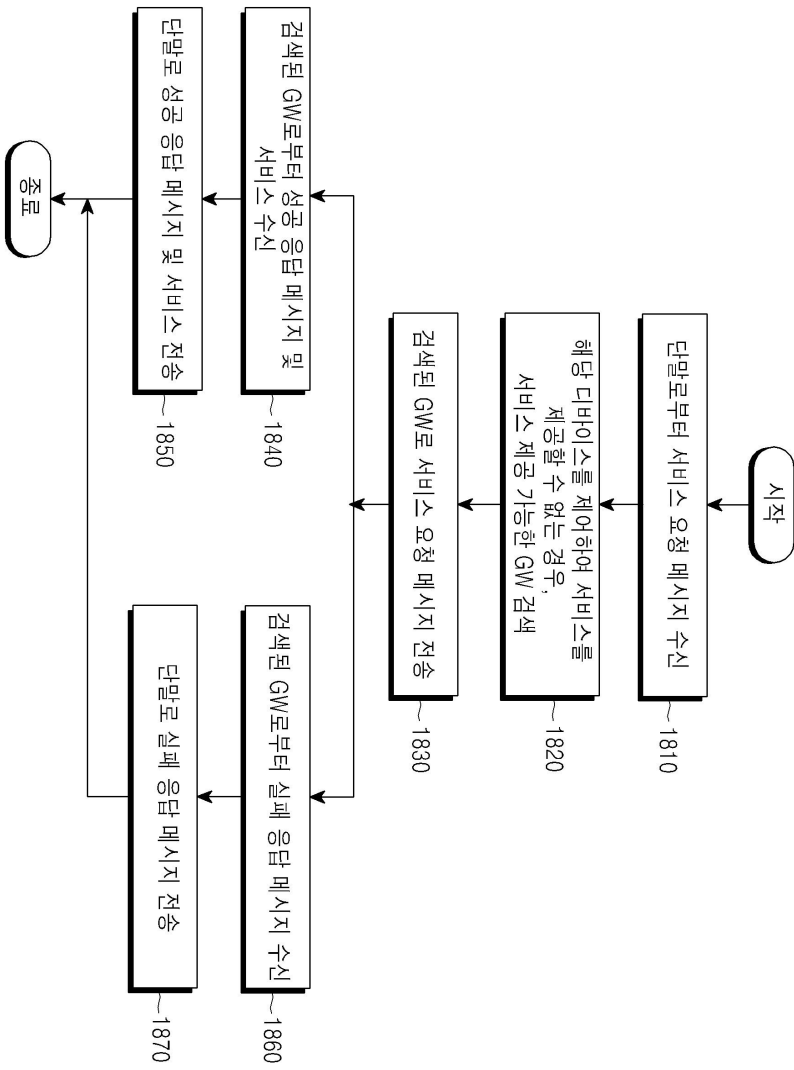 시작
단말로부터 서비스 요청 메시지 수신
1810
해당 디바이스를 제어하여 서비스를
제공할 수 없는 경우,
서비스 제공 가능한 GW 검색
1820
검색된 GW로 서비스 요청 메시지 전송
1830
검색된 GW로부터 성공 응답 메시지 및
서비스 수신
1840
단말로 성공 응답 메시지 및 서비스 전송
1850
검색된 GW로부터 실패 응답 메시지 수신
1860
단말로 실패 응답 메시지 전송
1870
종료